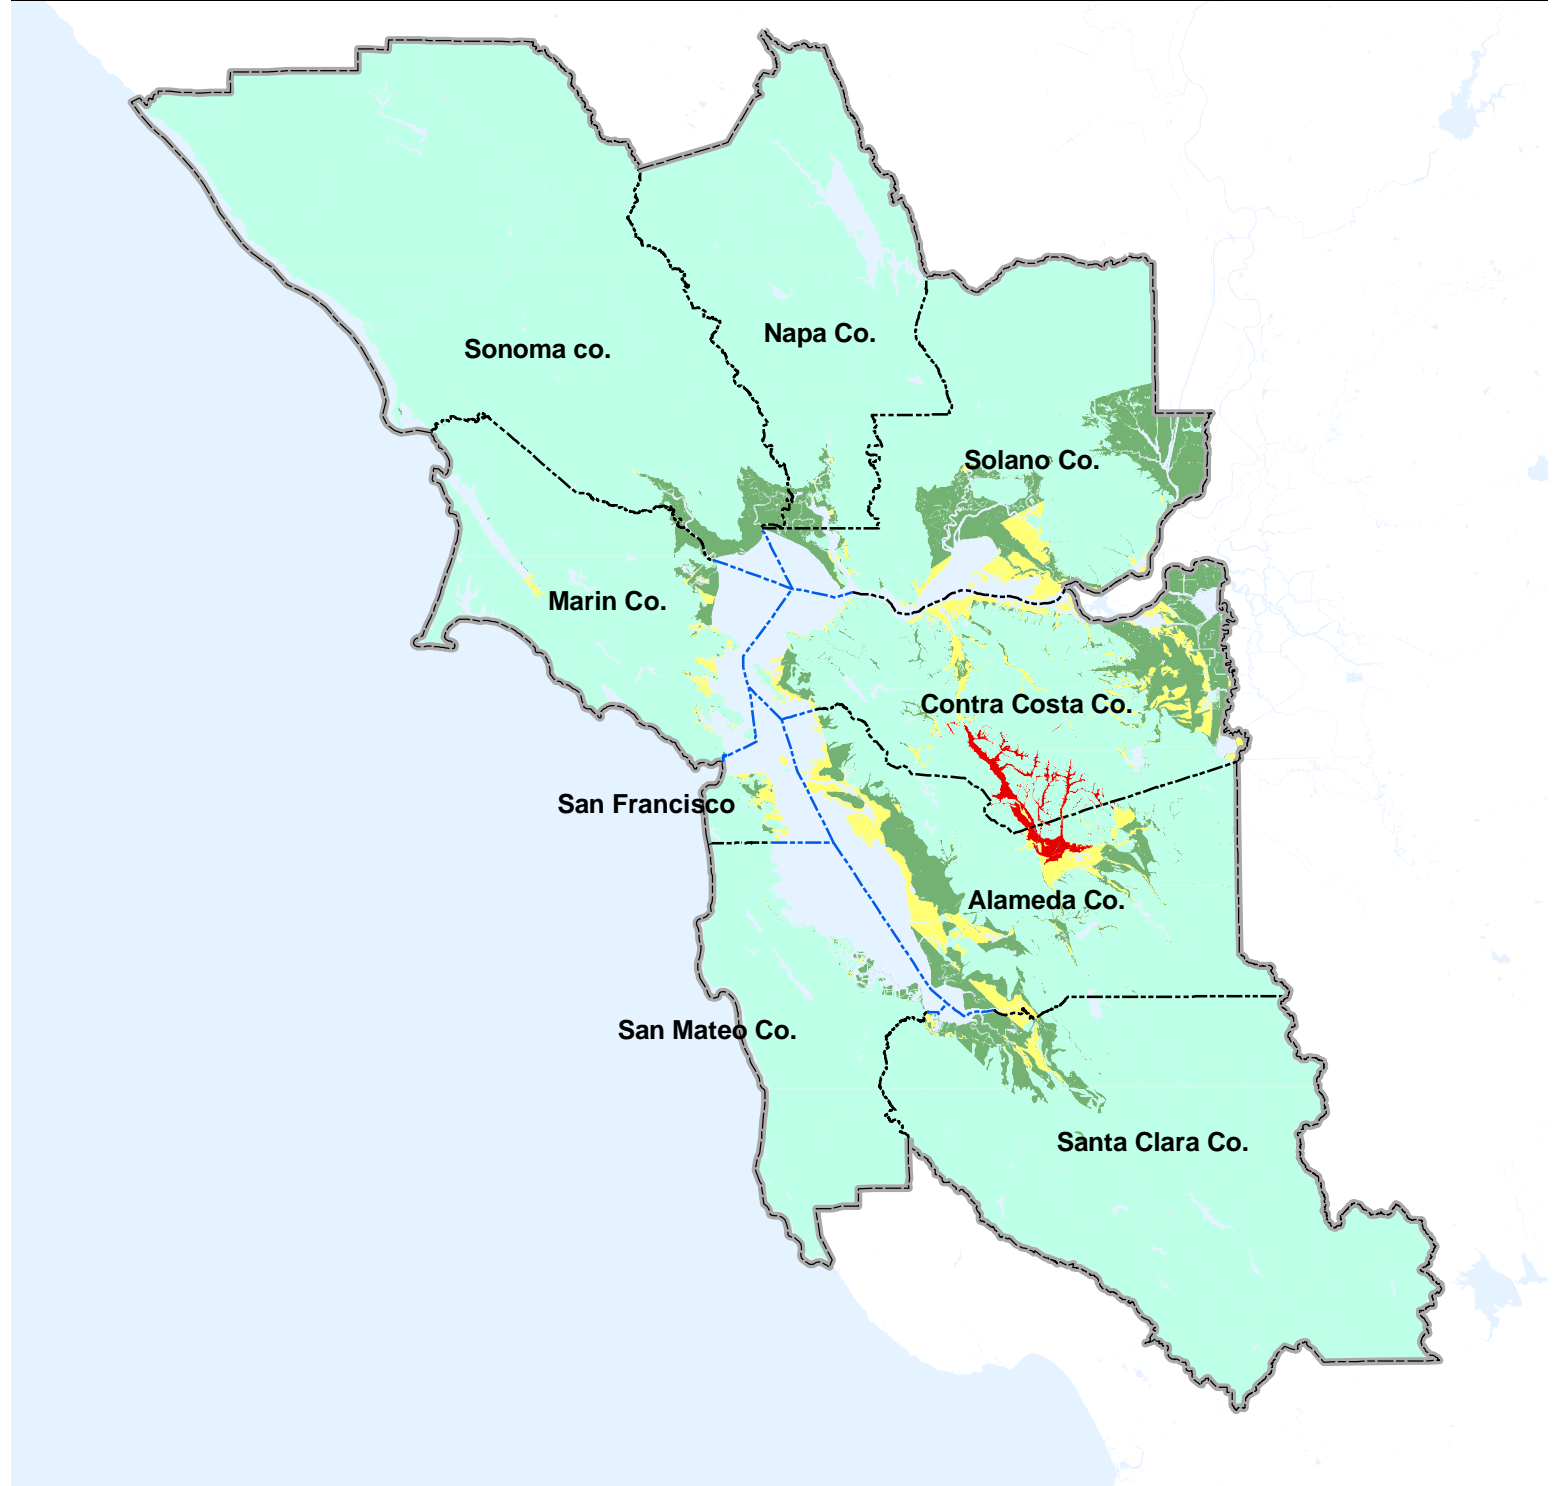 Napa Co.
Sonoma co.
Solano Co.
Marin Co.
Contra Costa Co.
San Francisco
Alameda Co.
San Mateo Co.
Santa Clara Co.